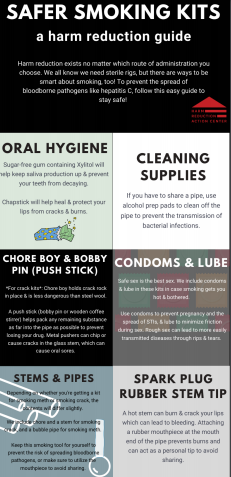 SAFER SMOKING KITS
a harm reduction guide
Harm reduction exists no matter which route of administration you
choose. We all know we need sterile rigs, but there are ways to be
smart about smoking, too! To prevent the spread of
bloodborne pathogens like hepatitis C, follow this easy guide to
stay safe!
HARM
REDUCTION
ACTION CENTER
ORAL HYGIENE
Sugar-free gum containing Xylitol will
help keep saliva production up & prevent
your teeth from decaying.
Chapstick will help heal & protect your
lips from cracks & burns.
CLEANING
SUPPLIES
If you have to share a pipe, use
alcohol prep pads to clean off the
pipe to prevent the transmission of
bacterial infections.
CHORE BOY & BOBBY
PIN (PUSH STICK)
*For crack kits* Chore boy holds crack rock
in place & is less dangerous than steel wool.
A push stick (bobby pin or wooden coffee
stirrer) helps pack any remaining substance
as far into the pipe as possible to prevent
losing your drug. Metal pushers can chip or
cause cracks in the glass stem, which can
cause oral sores.
CONDOMS & LUBE
Safe sex is the best sex. We include condoms
& lube in these kits in case smoking gets you
hot & bothered.
Use condoms to prevent pregnancy and the
spread of STIs, & lube to minimize friction
during sex. Rough sex can lead to more easily
transmitted diseases through rips & tears.
STEMS & PIPES
Depending on whether you're getting a kit
for smoking meth or smoking crack, the
contents will differ slightly.
We include chore and a stem for smoking
crack, and a bubble pipe for smoking meth.
Keep this smoking tool for yourself to
prevent the risk of spreading bloodborne
pathogens, or make sure to utilize
mouthpiece to avoid sharing.
SPARK PLUG
RUBBER STEM TIP
A hot stem can burn & crack your lips
which can lead to bleeding. Attaching
a rubber mouthpiece at the mouth
end of the pipe prevents burns and
can act as a personal tip to avoid
sharing.